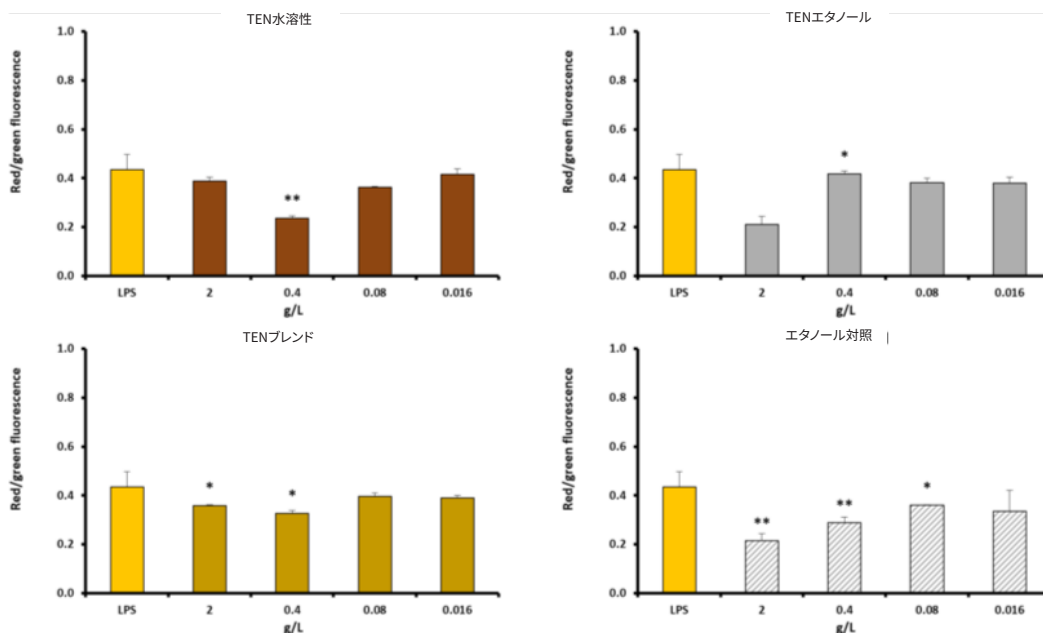 TEN水溶性
Red/green fluorescence
1.0
0.8
0.6
0.4
0.2
0.0
**
LPS 2 0.4 0.08 0.016
g/L
TENエタノール
Red/green fluorescence
1.0
0.8
0.6
0.4
0.2
0.0
*
LPS 2 0.4 0.08 0.016
g/L
TENブレンド
Red/green fluorescence
1.0
0.8
0.6
0.4
0.2
0.0
* *
LPS 2 0.4 0.08 0.016
g/L
エタノール対照 |
Red/green fluorescence
1.0
0.8
0.6
0.4
0.2
0.0
** ** *
LPS 2 0.4 0.08 0.016
g/L